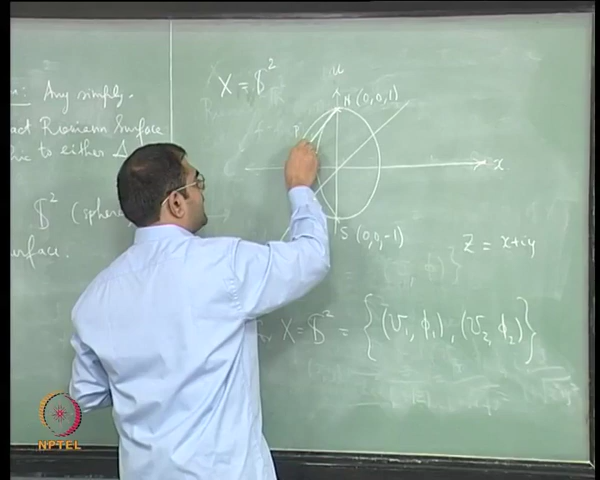 Any simply-
act Riemann Surface
to either Δ
S² (sphere
urface.
X = S²
u
N (0,0,1)
P
x
S (0,0,-1)
z = x+iy
X = S² = {(U₁, ϕ₁), (U₂, ϕ₂)}
NPTEL